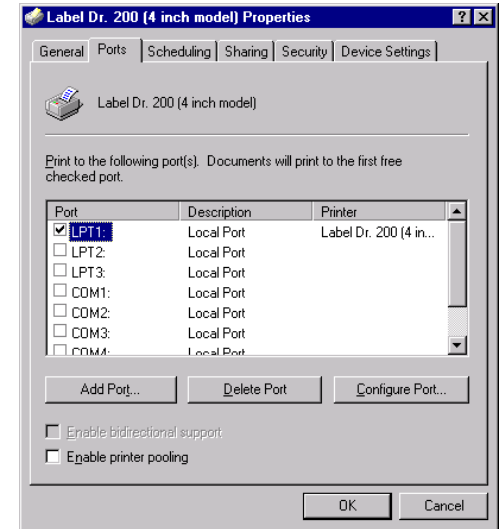 Label Dr. 200 (4 inch model) Properties
General Ports Scheduling Sharing Security Device Settings
Label Dr. 200 (4 inch model)
Print to the following port(s). Documents will print to the first free
checked port.
Port Description Printer
LPT1: Local Port Label Dr. 200 (4 in...
LPT2: Local Port
LPT3: Local Port
COM1: Local Port
COM2: Local Port
COM3: Local Port
COM4: Local Port
Add Port... Delete Port Configure Port...
Enable bidirectional support
Enable printer pooling
OK Cancel